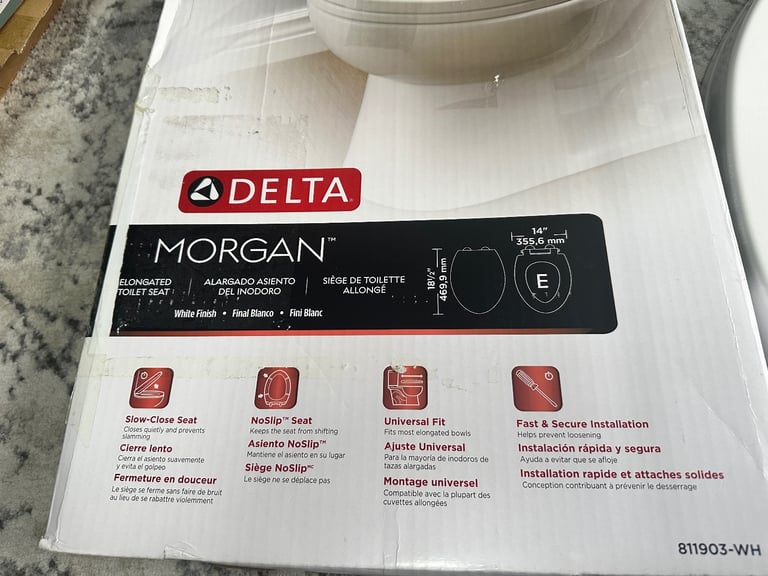 DELTA
MORGAN™
ELONGATED
TOILET SEAT
ALARGADO ASIENTO
DEL INODORO
SIÈGE DE TOILETTE
ALLONGÉ
White Finish • Final Blanco • Fini Blanc
18½"
469,9 mm
14"
355,6 mm
E
Slow-Close Seat
Closes quietly and prevents
slamming
Cierre lento
Cierra el asiento suavemente
y evita el golpeo
Fermeture en douceur
Le siège se ferme sans faire de bruit
au lieu de se rabattre violemment
NoSlip™ Seat
Keeps the seat from shifting
Asiento NoSlip™
Mantiene el asiento en su lugar
Siège NoSlipᴹᶜ
Le siège ne se déplace pas
Universal Fit
Fits most elongated bowls
Ajuste Universal
Para la mayoría de inodoros de
tazas alargadas
Montage universel
Compatible avec la plupart des
cuvettes allongées
Fast & Secure Installation
Helps prevent loosening
Instalación rápida y segura
Ayuda a evitar que se afloje
Installation rapide et attaches solides
Conception contribuant à prévenir le desserrage
811903-WH